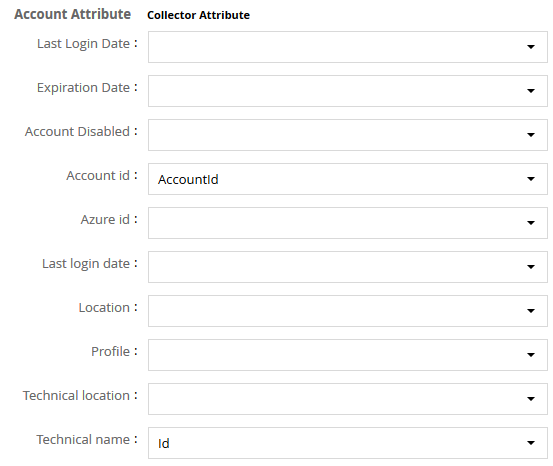 Account Attribute Collector Attribute
Last Login Date :
Expiration Date :
Account Disabled :
Account id : AccountId
Azure id :
Last login date :
Location :
Profile :
Technical location :
Technical name : Id